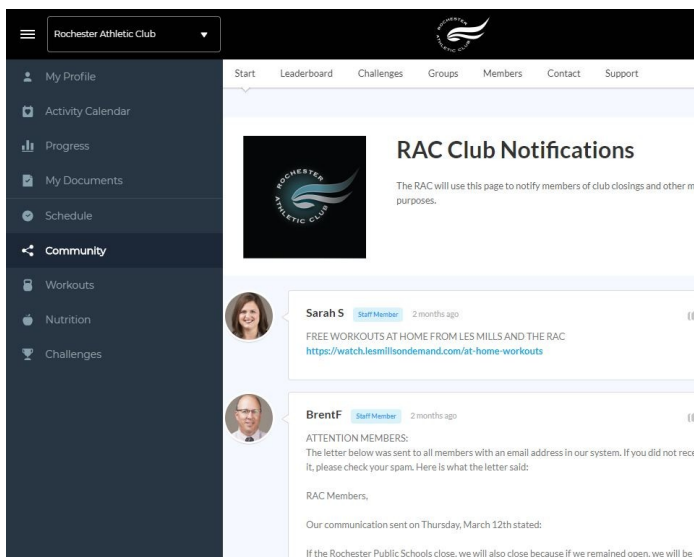 Rochester Athletic Club
ROCHESTER
ATHLETIC CLUB
My Profile
Activity Calendar
Progress
My Documents
Schedule
Community
Workouts
Nutrition
Challenges
Start Leaderboard Challenges Groups Members Contact Support
ROCHESTER
ATHLETIC CLUB
RAC Club Notifications
The RAC will use this page to notify members of club closings and other
purposes.
Sarah S Staff Member 2 months ago
FREE WORKOUTS AT HOME FROM LES MILLS AND THE RAC
https://watch.lesmillsondemand.com/at-home-workouts
BrentF Staff Member 2 months ago
ATTENTION MEMBERS:
The letter below was sent to all members with an email address in our system. If you did not
it, please check your spam. Here is what the letter said:
RAC Members,
Our communication sent on Thursday, March 12th stated:
If the Rochester Public Schools close, we will also close because if we remained open, we will be